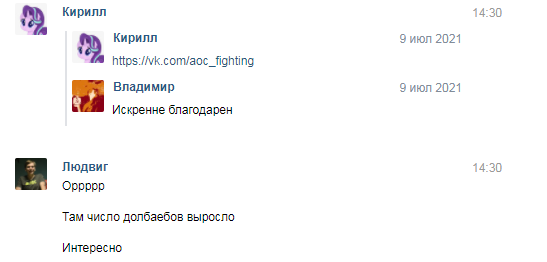 Кирилл 14:30
Кирилл 9 июл 2021
https://vk.com/aoc_fighting
Владимир 9 июл 2021
Искренне благодарен
Людвиг 14:30
Орррро
Там число долбаебов выросло
Интересно